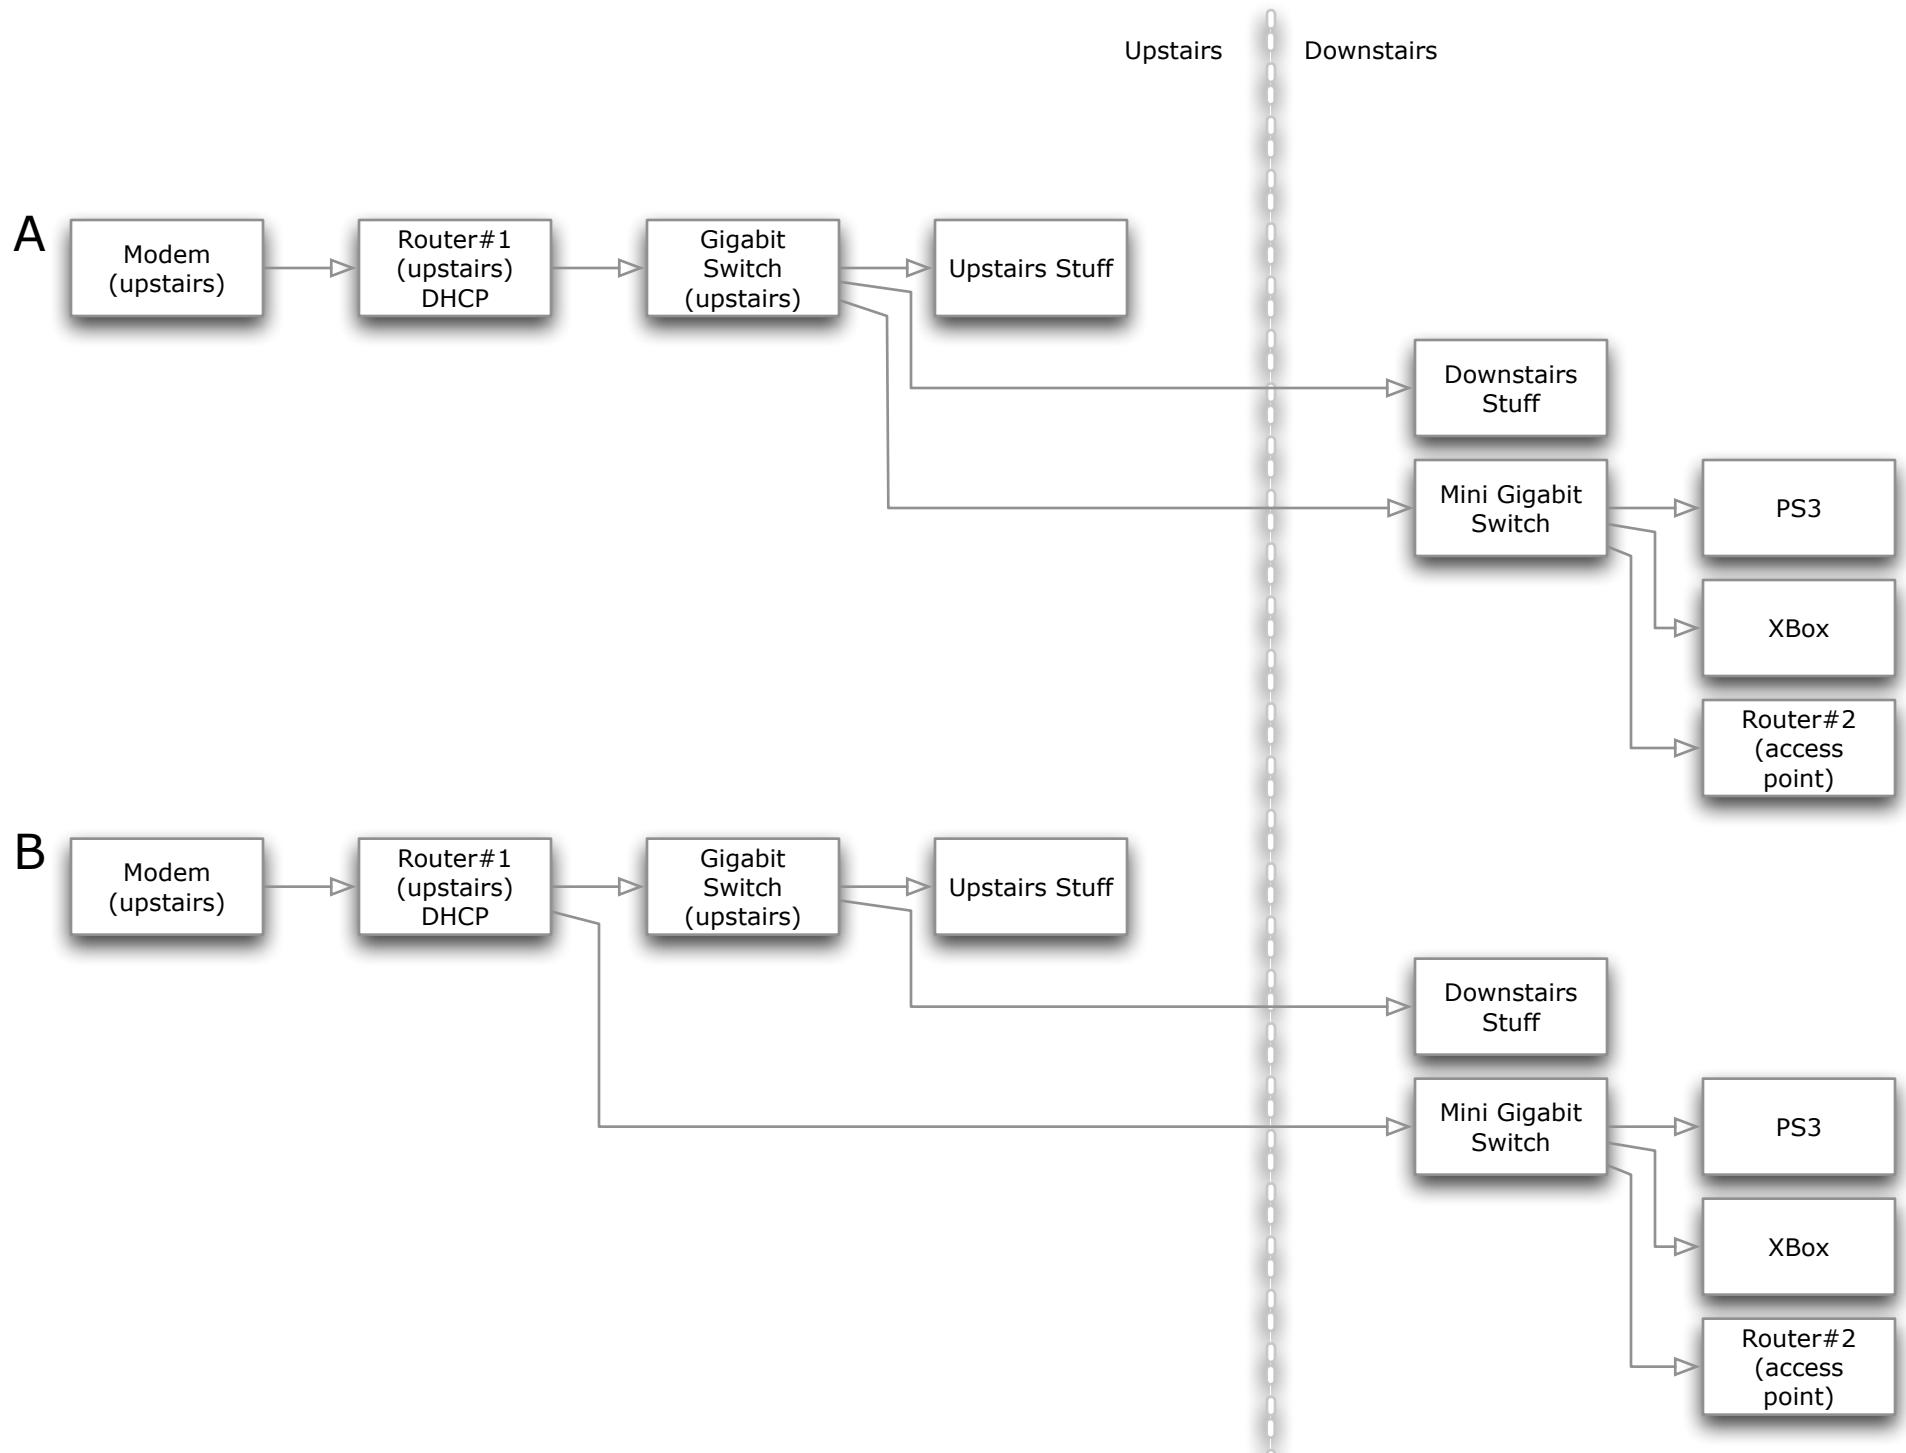 Upstairs
Downstairs
A
Modem
(upstairs)
Router#1
(upstairs)
DHCP
Gigabit
Switch
(upstairs)
Upstairs Stuff
Downstairs
Stuff
Mini Gigabit
Switch
PS3
XBox
Router#2
(access
point)
B
Modem
(upstairs)
Router#1
(upstairs)
DHCP
Gigabit
Switch
(upstairs)
Upstairs Stuff
Downstairs
Stuff
Mini Gigabit
Switch
PS3
XBox
Router#2
(access
point)